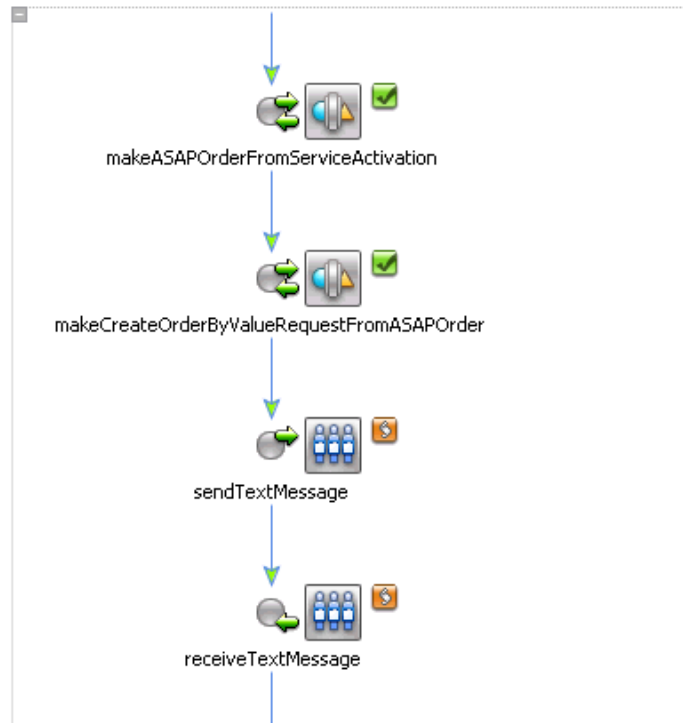 makeASAPOrderFromServiceActivation
makeCreateOrderByValueRequestFromASAPOrder
sendTextMessage
receiveTextMessage